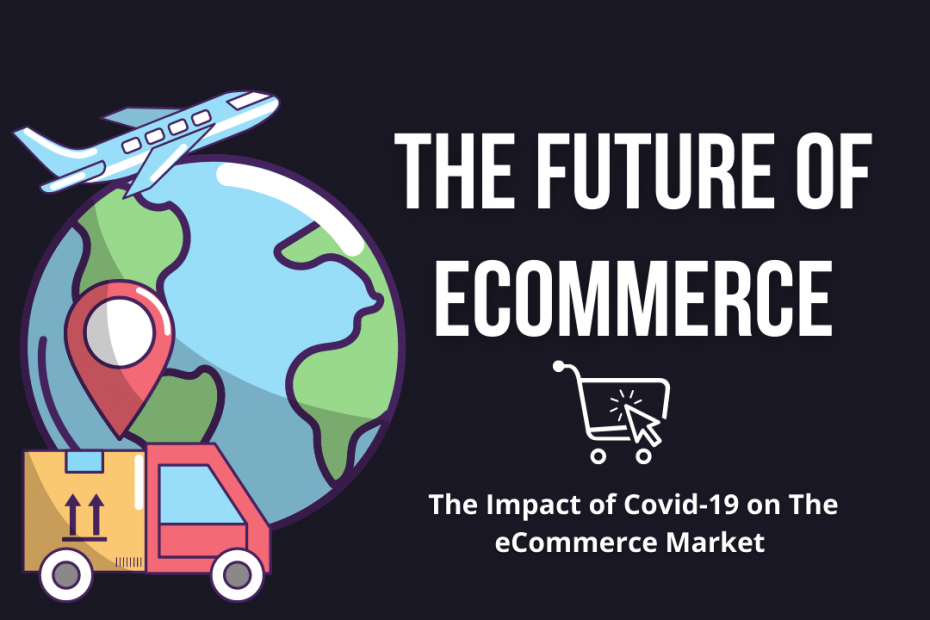 THE FUTURE OF
ECOMMERCE
The Impact of Covid-19 on The
eCommerce Market